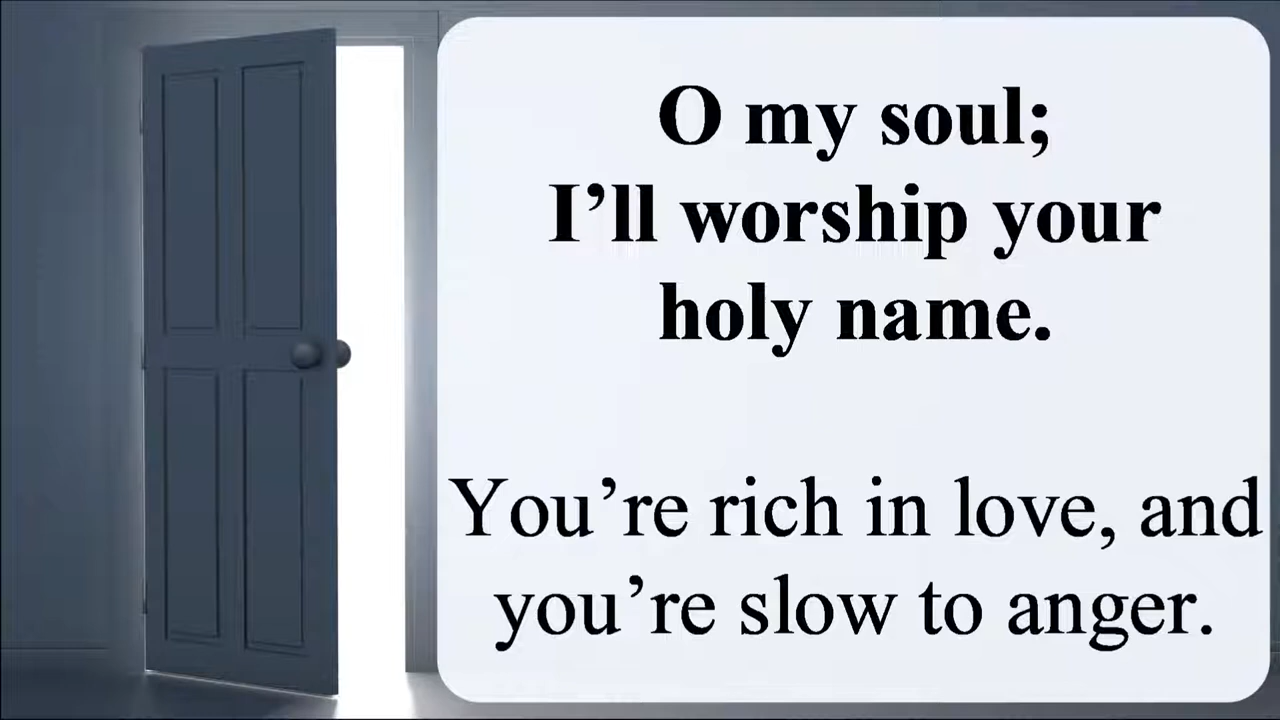 O my soul;
I’ll worship your
holy name.
You’re rich in love, and
you’re slow to anger.